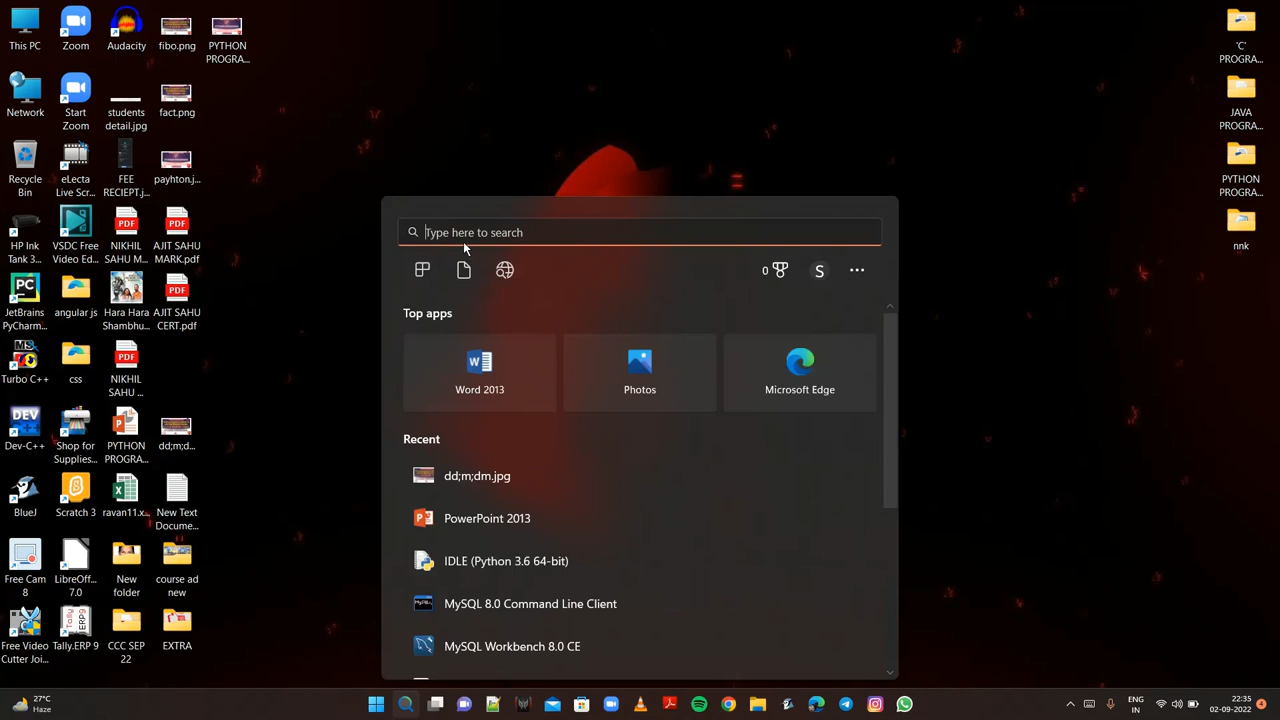 This PC
Zoom
Audacity
fibo.png
PYTHON
PROGRA...
Network
Start
Zoom
students
detail.jpg
fact.png
Recycle
Bin
eLecta
Live Scr...
FEE
RECIEPT.j...
payhton.j...
HP Ink
Tank 3...
VSDC Free
Video Ed...
NIKHIL
SAHU M...
AJIT SAHU
MARK.pdf
JetBrains
PyCharm...
angular js
Hara Hara
Shambhu...
AJIT SAHU
CERT.pdf
Turbo C++
css
NIKHIL
SAHU ...
Dev-C++
Shop for
Supplies...
PYTHON
PROGRA...
dd;m;d...
BlueJ
Scratch 3
ravan11.x...
New Text
Docume...
Free Cam
8
LibreOff...
7.0
New
folder
course ad
new
Free Video
Cutter Joi...
Tally.ERP 9
CCC SEP
22
EXTRA
Type here to search
0
S
Top apps
Word 2013
Photos
Microsoft Edge
Recent
dd;m;dm.jpg
PowerPoint 2013
IDLE (Python 3.6 64-bit)
MySQL 8.0 Command Line Client
MySQL Workbench 8.0 CE
'C'
PROGRA...
JAVA
PROGRA...
PYTHON
PROGRA...
nnk
27°C
Haze
ENG
IN
22:35
02-09-2022
4